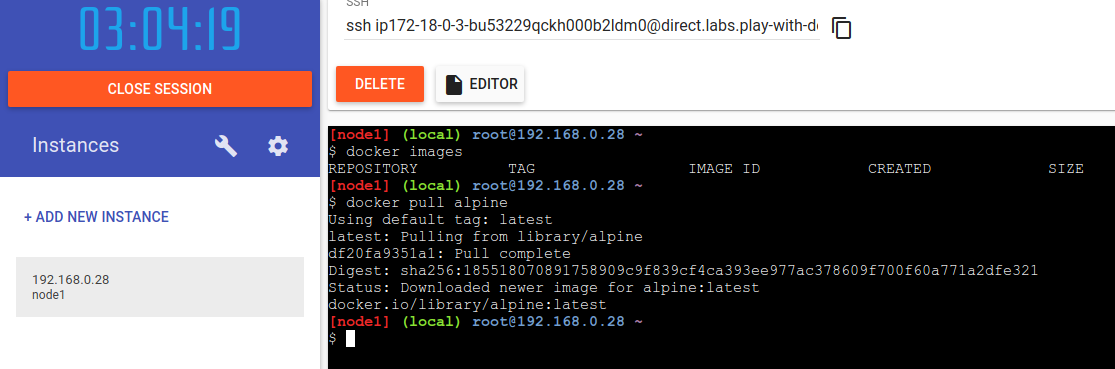 03:04:19
CLOSE SESSION
Instances
+ ADD NEW INSTANCE
192.168.0.28
node1
SSH
ssh ip172-18-0-3-bu53229qckh000b2ldm0@direct.labs.play-with-do
DELETE
EDITOR
[node1] (local) root@192.168.0.28 ~
$ docker images
REPOSITORY TAG IMAGE ID CREATED SIZE
[node1] (local) root@192.168.0.28 ~
$ docker pull alpine
Using default tag: latest
latest: Pulling from library/alpine
df20fa9351a1: Pull complete
Digest: sha256:185518070891758909c9f839cf4ca393ee977ac378609f700f60a771a2dfe321
Status: Downloaded newer image for alpine:latest
docker.io/library/alpine:latest
[node1] (local) root@192.168.0.28 ~
$